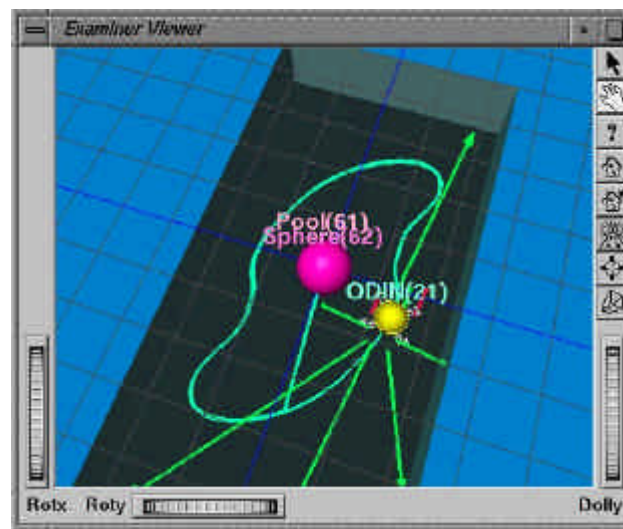 Examiner Viewer
?
Pool(61)
Sphere(62)
ODIN(21)
Rotx Roty Dolly